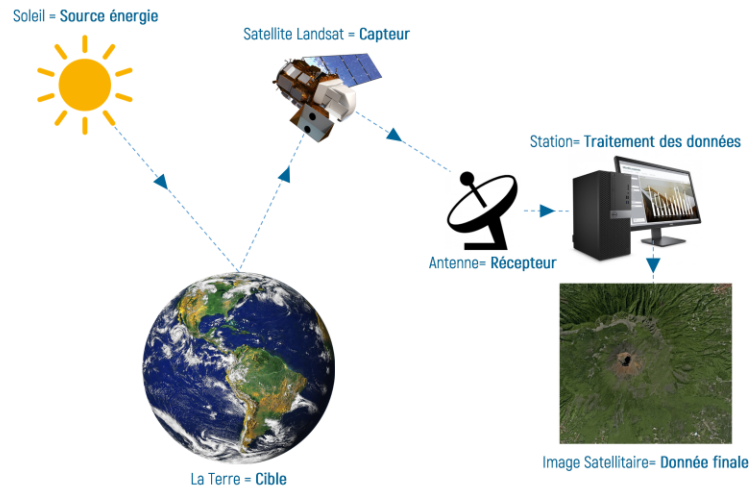 Soleil = Source énergie
Satellite Landsat = Capteur
Station= Traitement des données
Antenne= Récepteur
La Terre = Cible
Image Satellitaire= Donnée finale